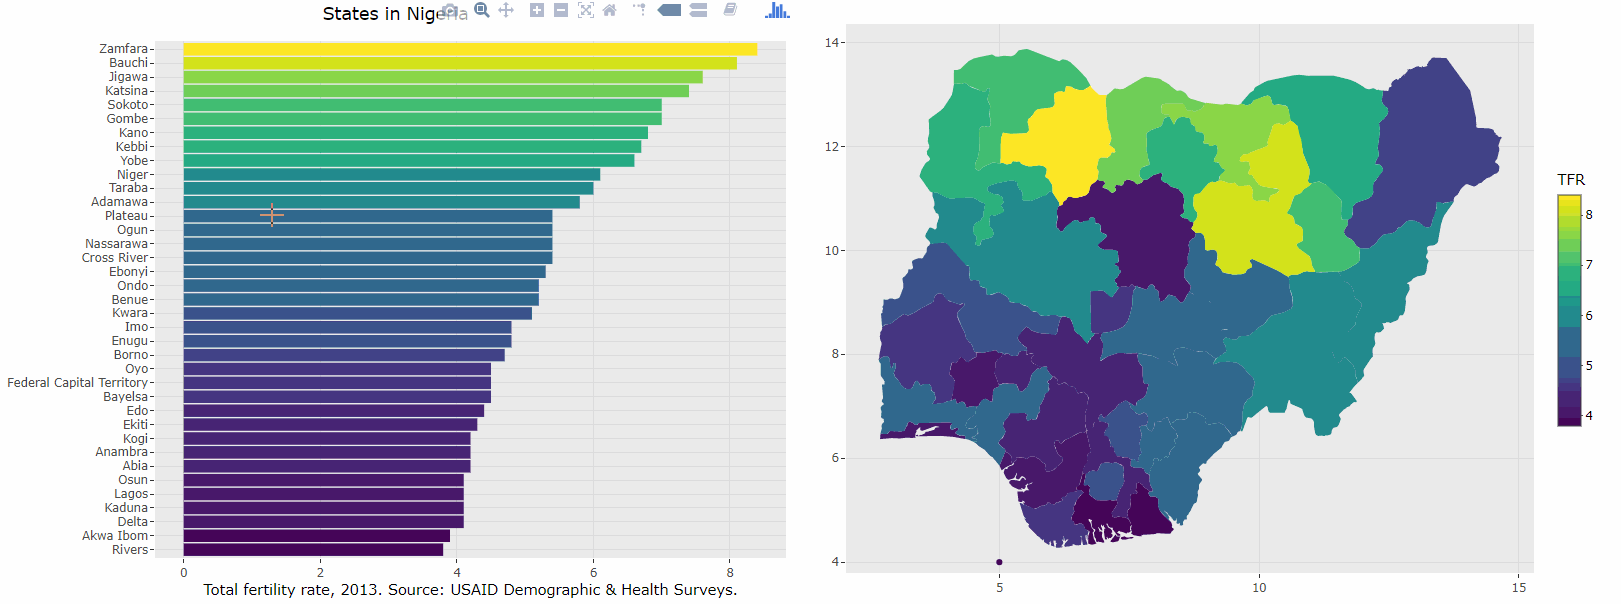 States in Nigeria
Zamfara
Bauchi
Jigawa
Katsina
Sokoto
Gombe
Kano
Kebbi
Yobe
Niger
Taraba
Adamawa
Plateau
Ogun
Nassarawa
Cross River
Ebonyi
Ondo
Benue
Kwara
Imo
Enugu
Borno
Oyo
Federal Capital Territory
Bayelsa
Edo
Ekiti
Kogi
Anambra
Abia
Osun
Lagos
Kaduna
Delta
Akwa Ibom
Rivers
0 2 4 6 8
Total fertility rate, 2013. Source: USAID Demographic & Health Surveys.
14
12
10
8
6
4
5 10 15
TFR
8
7
6
5
4